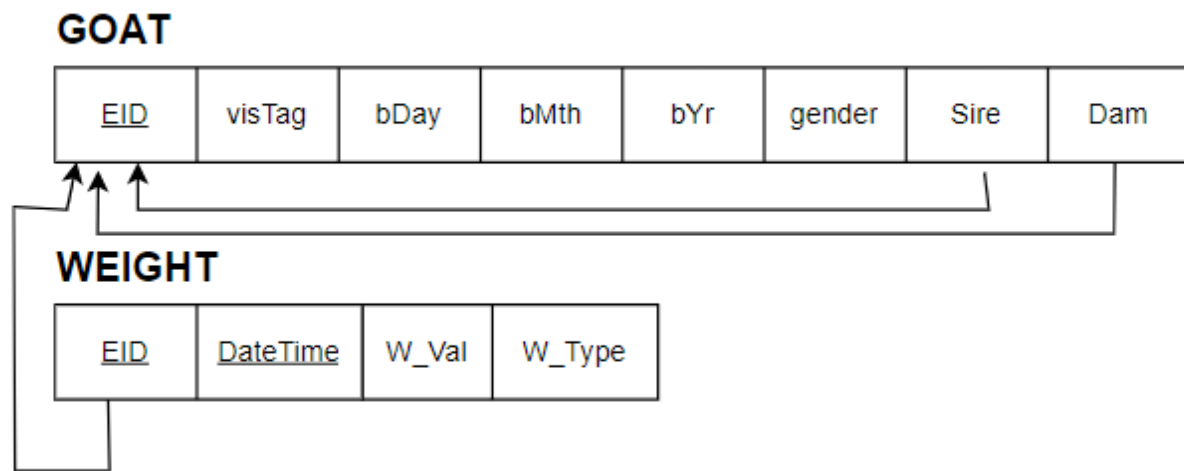 GOAT
EID visTag bDay bMth bYr gender Sire Dam
WEIGHT
EID DateTime W_Val W_Type